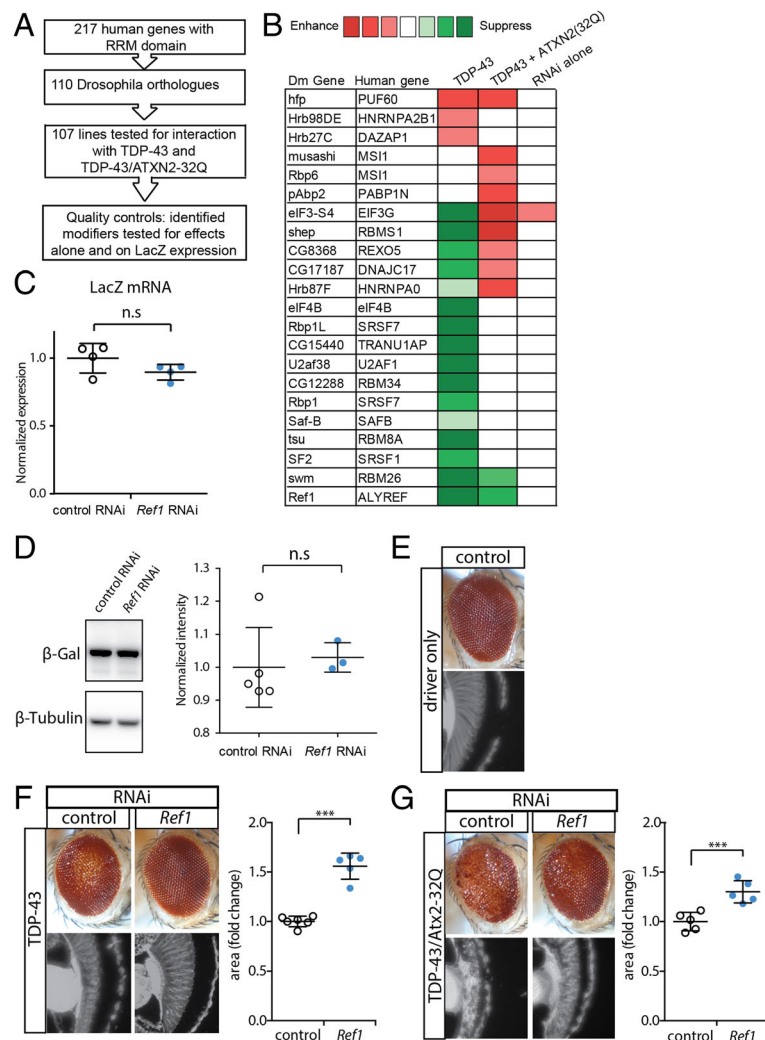 A
217 human genes with
RRM domain
110 Drosophila orthologues
107 lines tested for interaction
with TDP-43 and
TDP-43/ATXN2-32Q
Quality controls: identified
modifiers tested for effects
alone and on LacZ expression
B
Enhance Suppress
Dm Gene Human gene TDP-43 TDP43 + ATXN2(32Q) RNAi alone
hfp PUF60
Hrb98DE HNRNPA2B1
Hrb27C DAZAP1
musashi MSI1
Rbp6 MSI1
pAbp2 PABP1N
eIF3-S4 EIF3G
shep RBMS1
CG8368 REXO5
CG17187 DNAJC17
Hrb87F HNRNPA0
eIF4B eIF4B
Rbp1L SRSF7
CG15440 TRANU1AP
U2af38 U2AF1
CG12288 RBM34
Rbp1 SRSF7
Saf-B SAFB
tsu RBM8A
SF2 SRSF1
swm RBM26
Ref1 ALYREF
C
LacZ mRNA
n.s
Normalized expression
1.0
0.5
0.0
control RNAi Ref1 RNAi
D
control RNAi
Ref1 RNAi
β-Gal
β-Tubulin
n.s
Normalized intensity
1.3
1.2
1.1
1.0
0.9
0.8
control RNAi Ref1 RNAi
E
control
driver only
F
RNAi
control Ref1
TDP-43
***
area (fold change)
2.0
1.5
1.0
0.5
0.0
control Ref1
G
RNAi
control Ref1
TDP-43/Atx2-32Q
***
area (fold change)
2.0
1.5
1.0
0.5
0.0
control Ref1